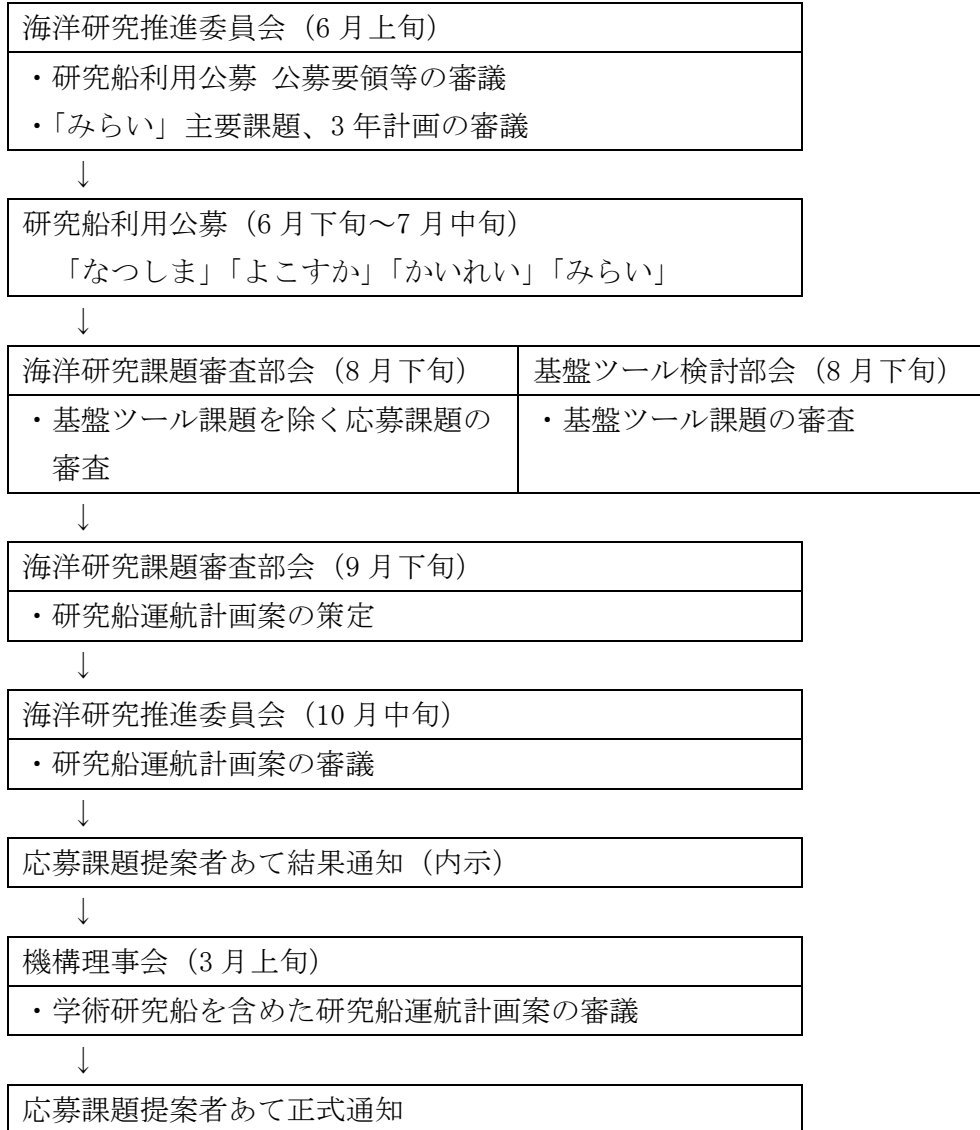 海洋研究推進委員会（6 月上旬）
・研究船利用公募 公募要領等の審議
・「みらい」主要課題、3 年計画の審議
↓
研究船利用公募（6 月下旬～7 月中旬）
「なつしま」「よこすか」「かいれい」「みらい」
↓
海洋研究課題審査部会（8 月下旬）
・基盤ツール課題を除く応募課題の
審査
基盤ツール検討部会（8 月下旬）
・基盤ツール課題の審査
↓
海洋研究課題審査部会（9 月下旬）
・研究船運航計画案の策定
↓
海洋研究推進委員会（10 月中旬）
・研究船運航計画案の審議
↓
応募課題提案者あて結果通知（内示）
↓
機構理事会（3 月上旬）
・学術研究船を含めた研究船運航計画案の審議
↓
応募課題提案者あて正式通知